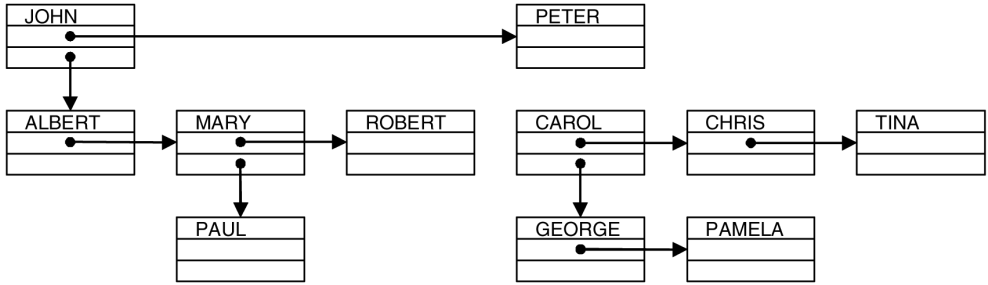 JOHN
PETER
ALBERT
MARY
ROBERT
CAROL
CHRIS
TINA
PAUL
GEORGE
PAMELA